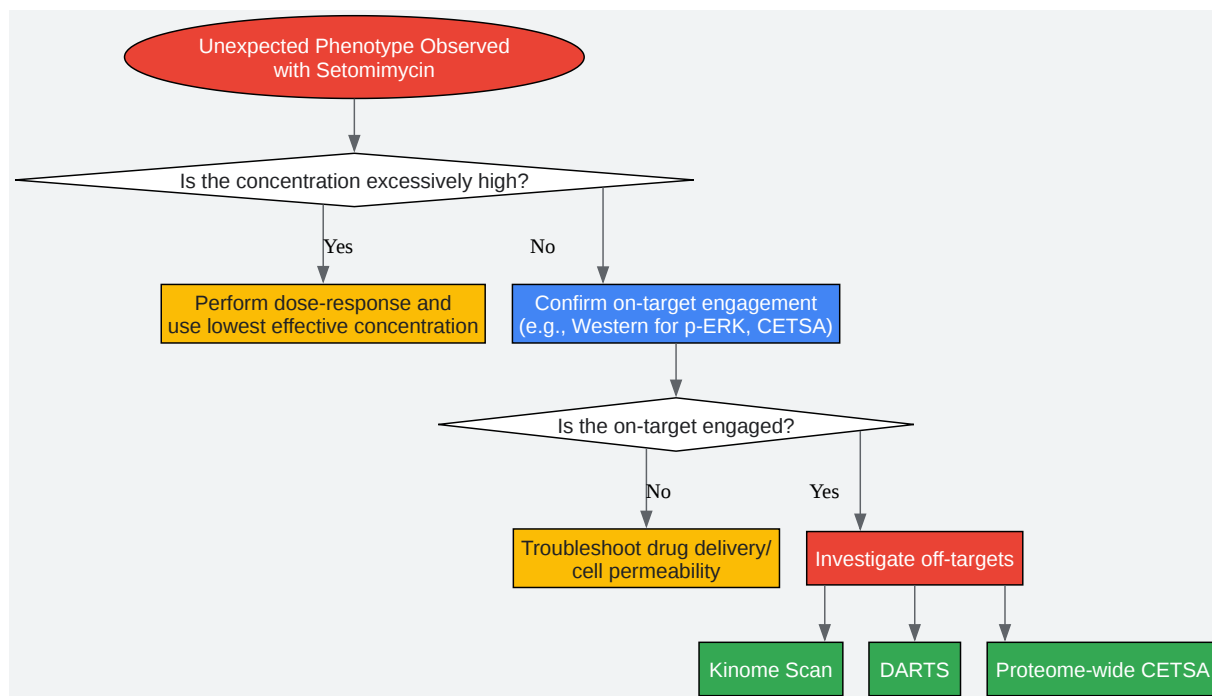 Unexpected Phenotype Observed
with Setomimycin
Is the concentration excessively high?
Yes
No
Perform dose-response and
use lowest effective concentration
Confirm on-target engagement
(e.g., Western for p-ERK, CETSA)
Is the on-target engaged?
No
Yes
Troubleshoot drug delivery/
cell permeability
Investigate off-targets
Kinome Scan
DARTS
Proteome-wide CETSA